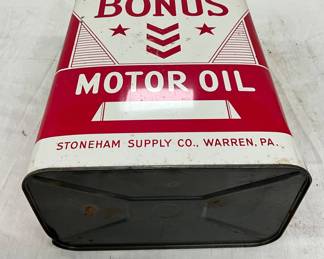 BONUS
MOTOR OIL
STONEHAM SUPPLY CO., WARREN, PA.